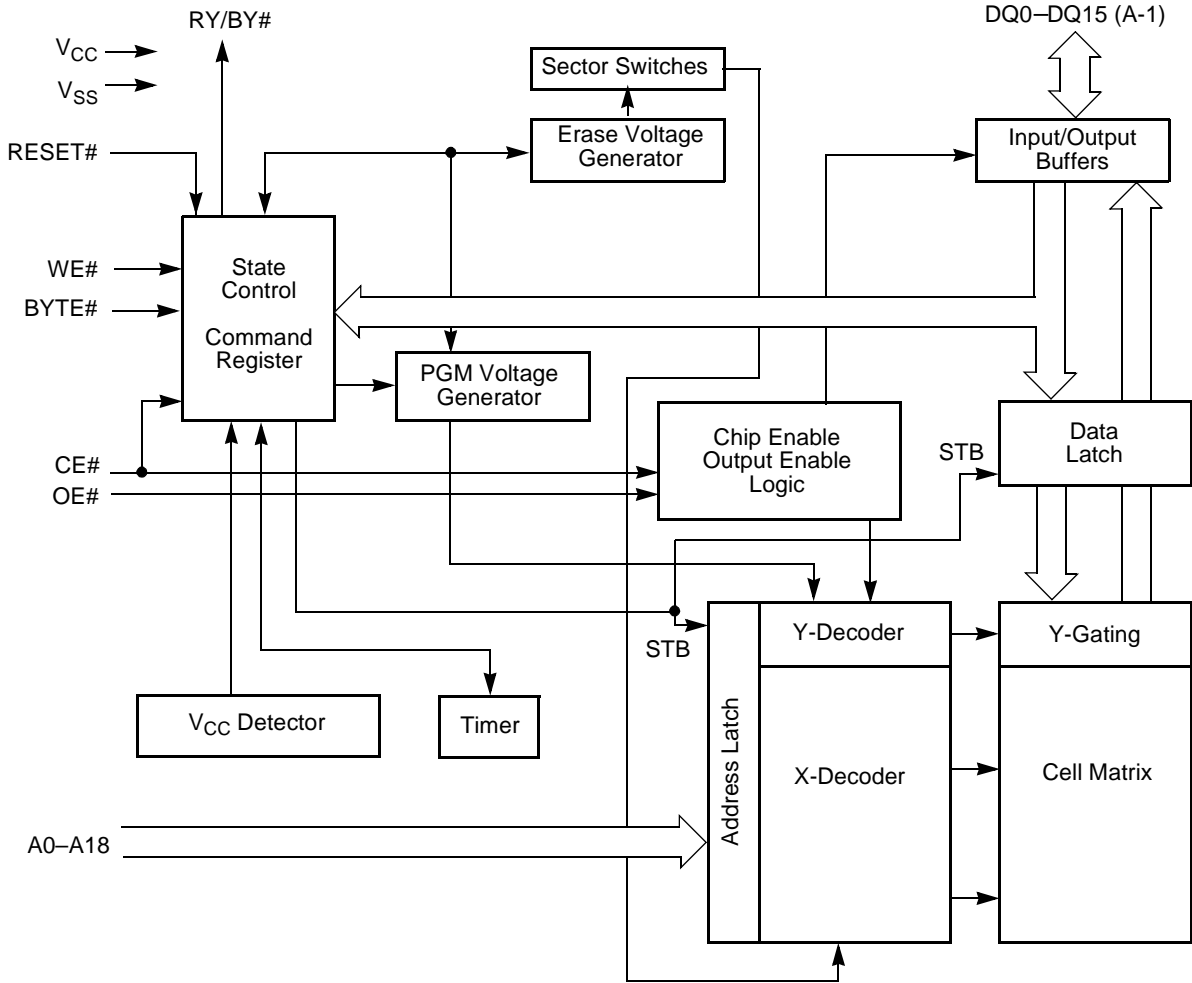 RY/BY#
DQ0–DQ15 (A-1)
VCC
VSS
Sector Switches
RESET#
Erase Voltage
Generator
Input/Output
Buffers
WE#
BYTE#
State
Control
Command
Register
PGM Voltage
Generator
Chip Enable
Output Enable
Logic
Data
Latch
STB
CE#
OE#
STB
Y-Decoder
Y-Gating
VCC Detector
Timer
Address Latch
X-Decoder
Cell Matrix
A0–A18